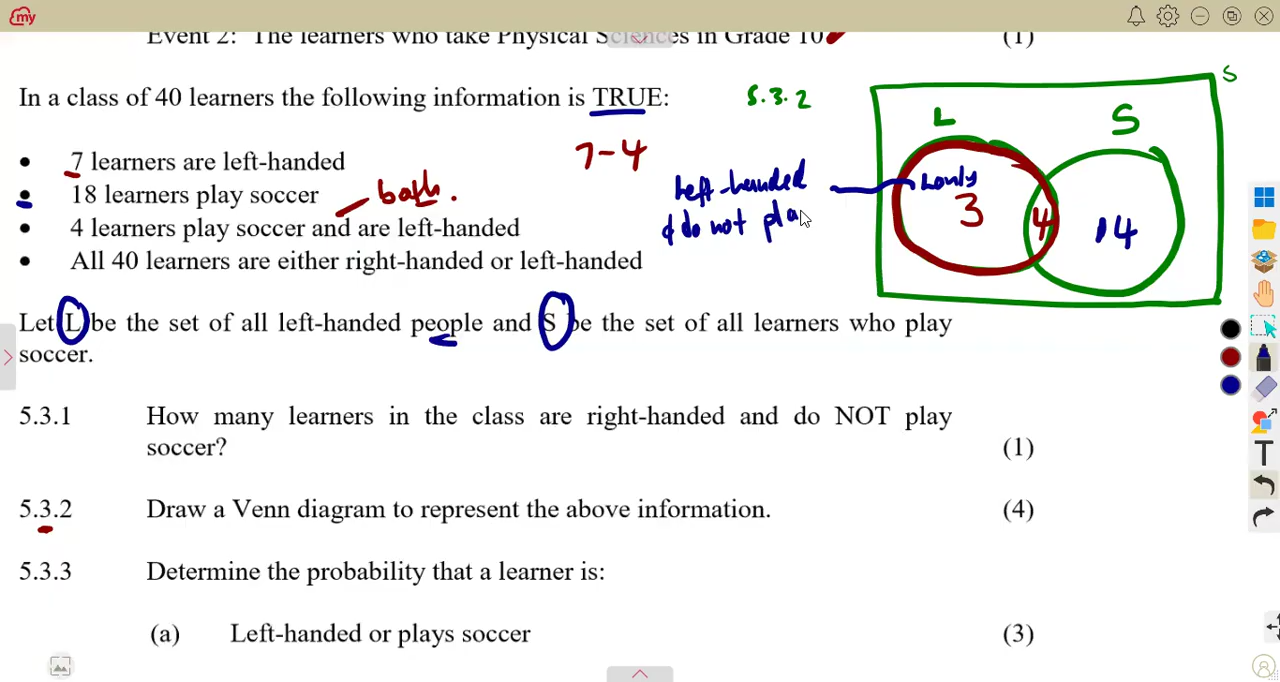 my
Event 2: The learners who take Physical Sciences in Grade 10 (1)
In a class of 40 learners the following information is TRUE:
5.3.2
S
L
S
7-4
• 7 learners are left-handed
left-handed
L only
• 18 learners play soccer
both.
3
4
14
& do not pla
• 4 learners play soccer and are left-handed
• All 40 learners are either right-handed or left-handed
Let L be the set of all left-handed people and S be the set of all learners who play
soccer.
5.3.1 How many learners in the class are right-handed and do NOT play
soccer? (1)
5.3.2 Draw a Venn diagram to represent the above information. (4)
5.3.3 Determine the probability that a learner is:
(a) Left-handed or plays soccer (3)
T